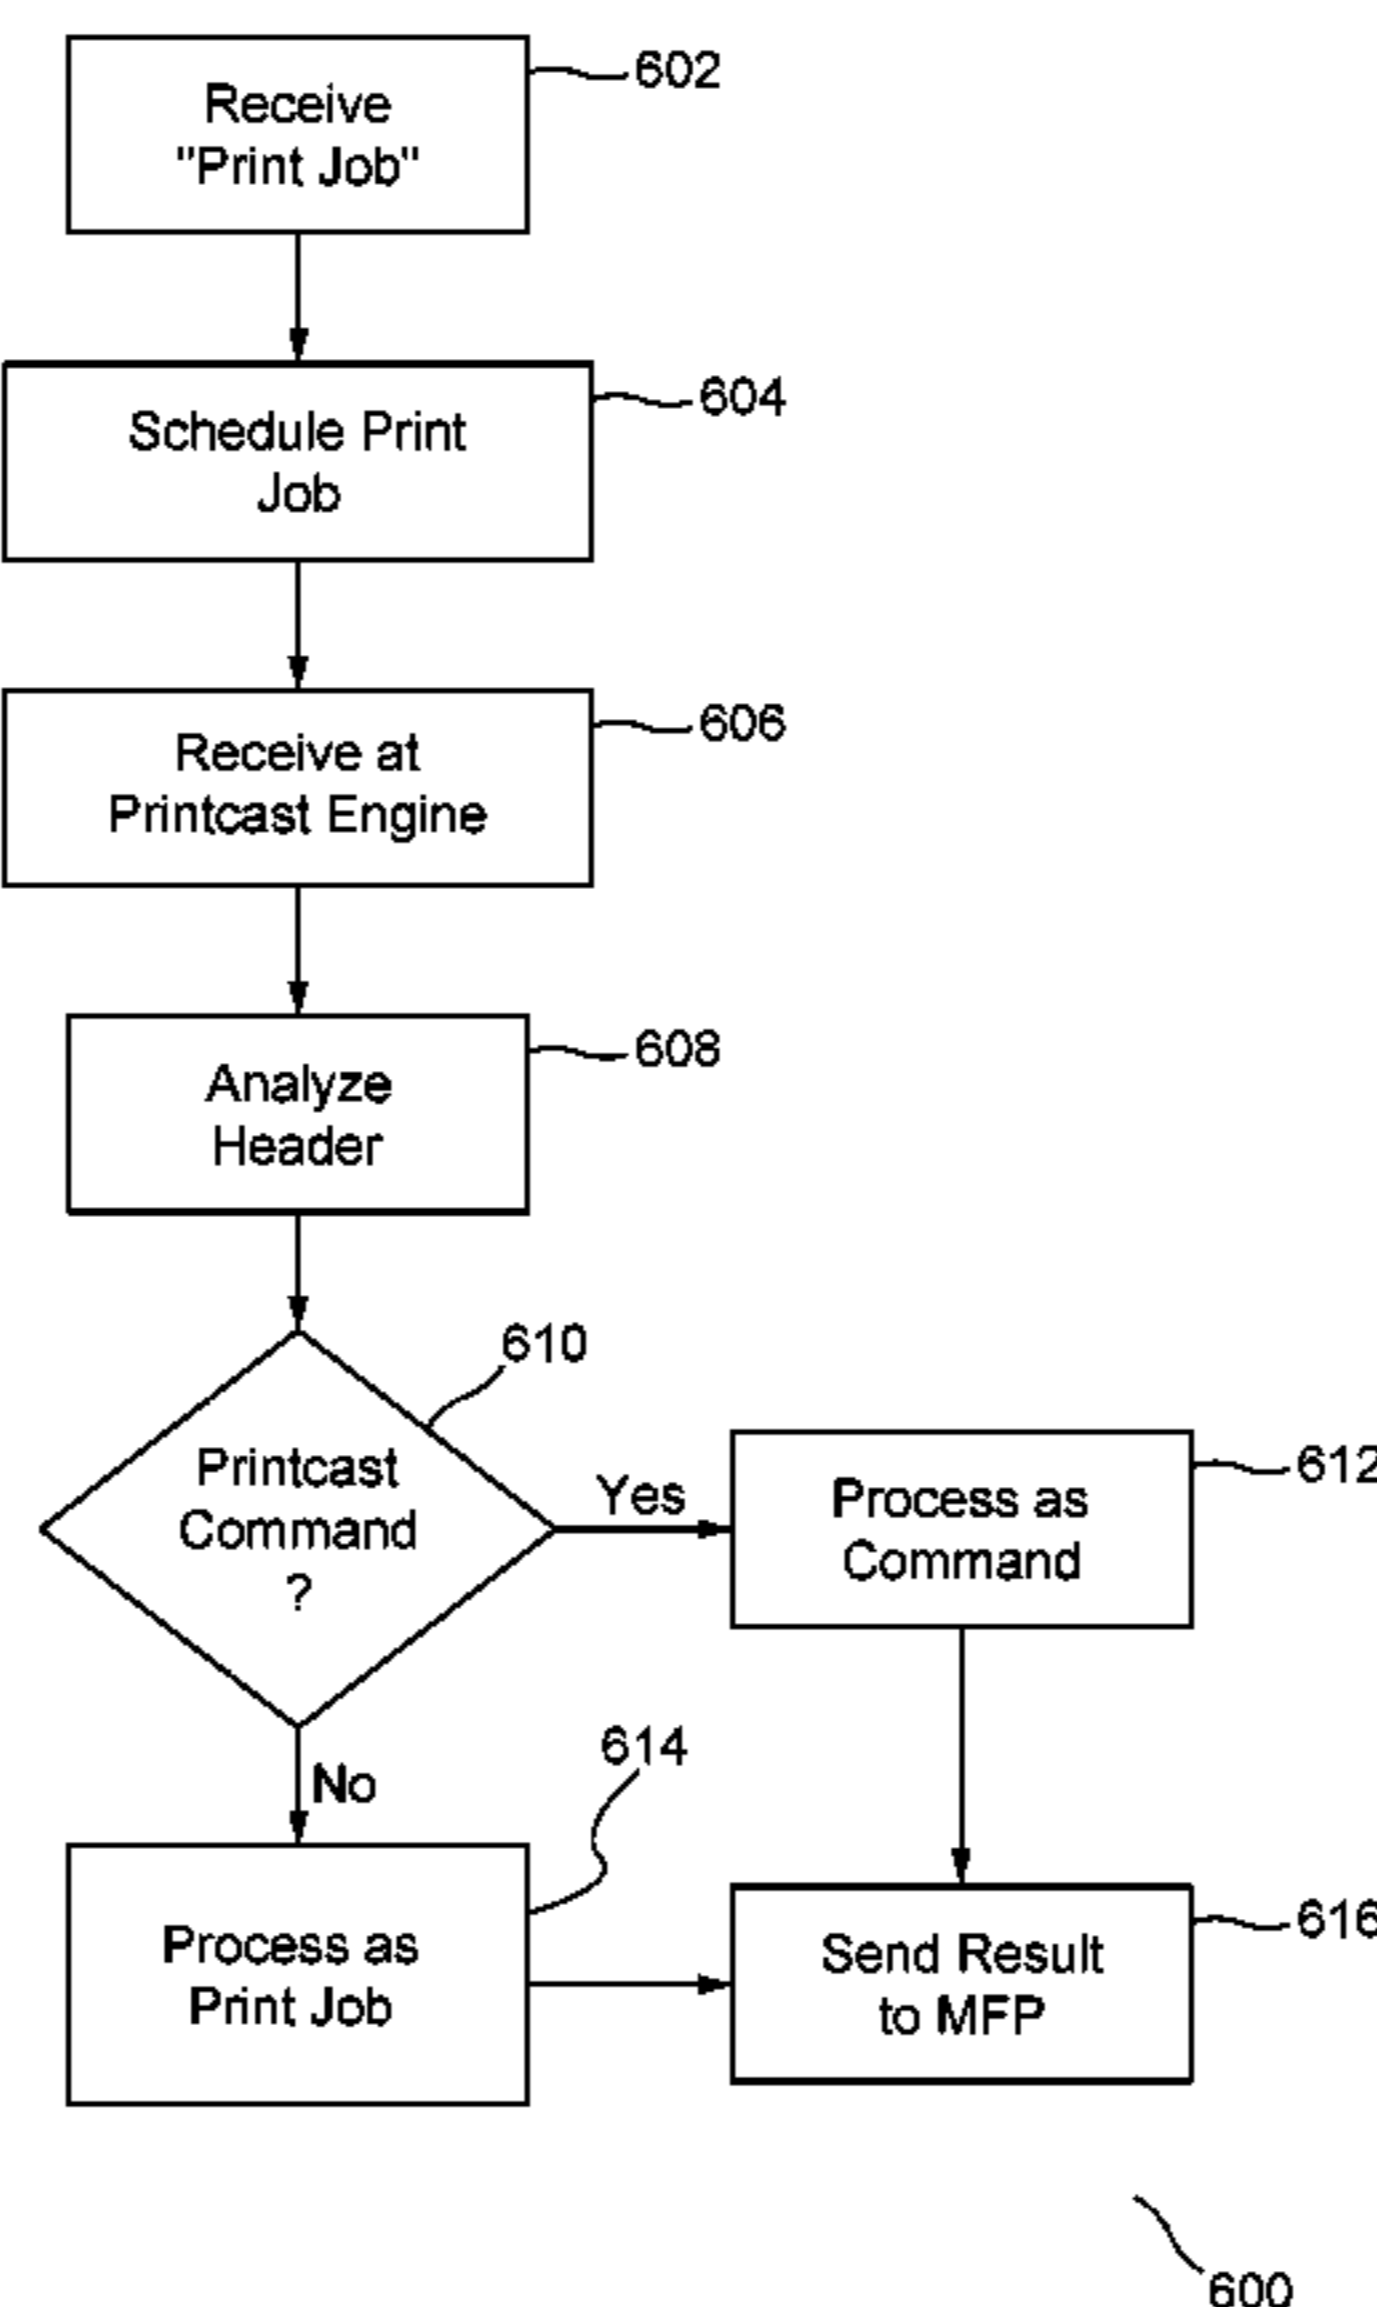 Receive
"Print Job"
602
Schedule Print
Job
604
Receive at
Printcast Engine
606
Analyze
Header
608
Printcast
Command
?
610
Yes
Process as
Command
612
No
614
Process as
Print Job
Send Result
to MFP
616
600